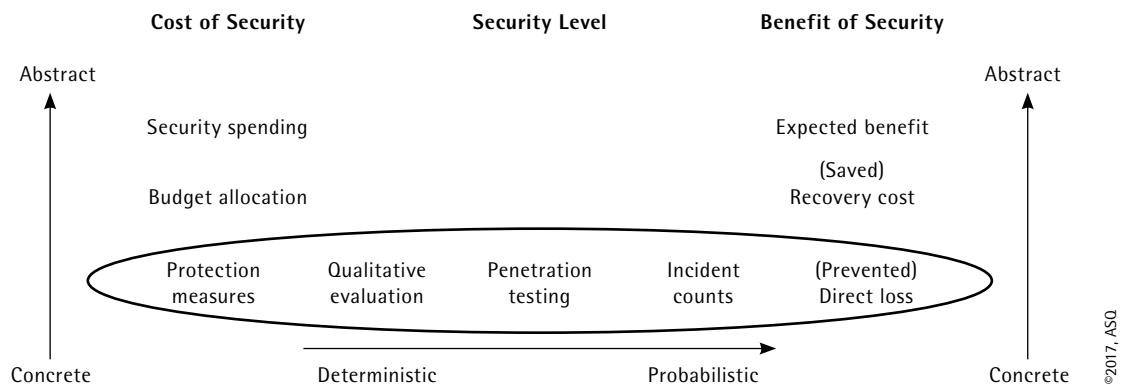 Cost of Security Security Level Benefit of Security
Abstract Abstract
Security spending Expected benefit
(Saved)
Budget allocation Recovery cost
Protection Qualitative Penetration Incident (Prevented)
measures evaluation testing counts Direct loss
Concrete Deterministic Probabilistic Concrete
©2017, ASQ